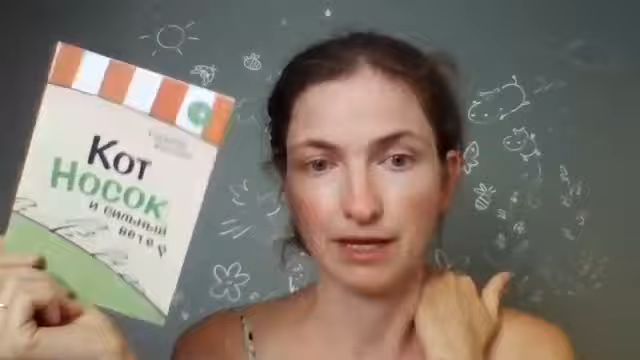 Кот
Носок
и сильный
ветер